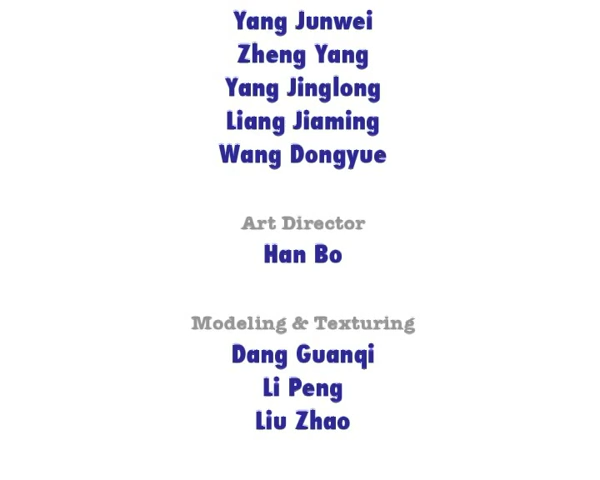 Yang Junwei
Zheng Yang
Yang Jinglong
Liang Jiaming
Wang Dongyue
Art Director
Han Bo
Modeling & Texturing
Dang Guanqi
Li Peng
Liu Zhao